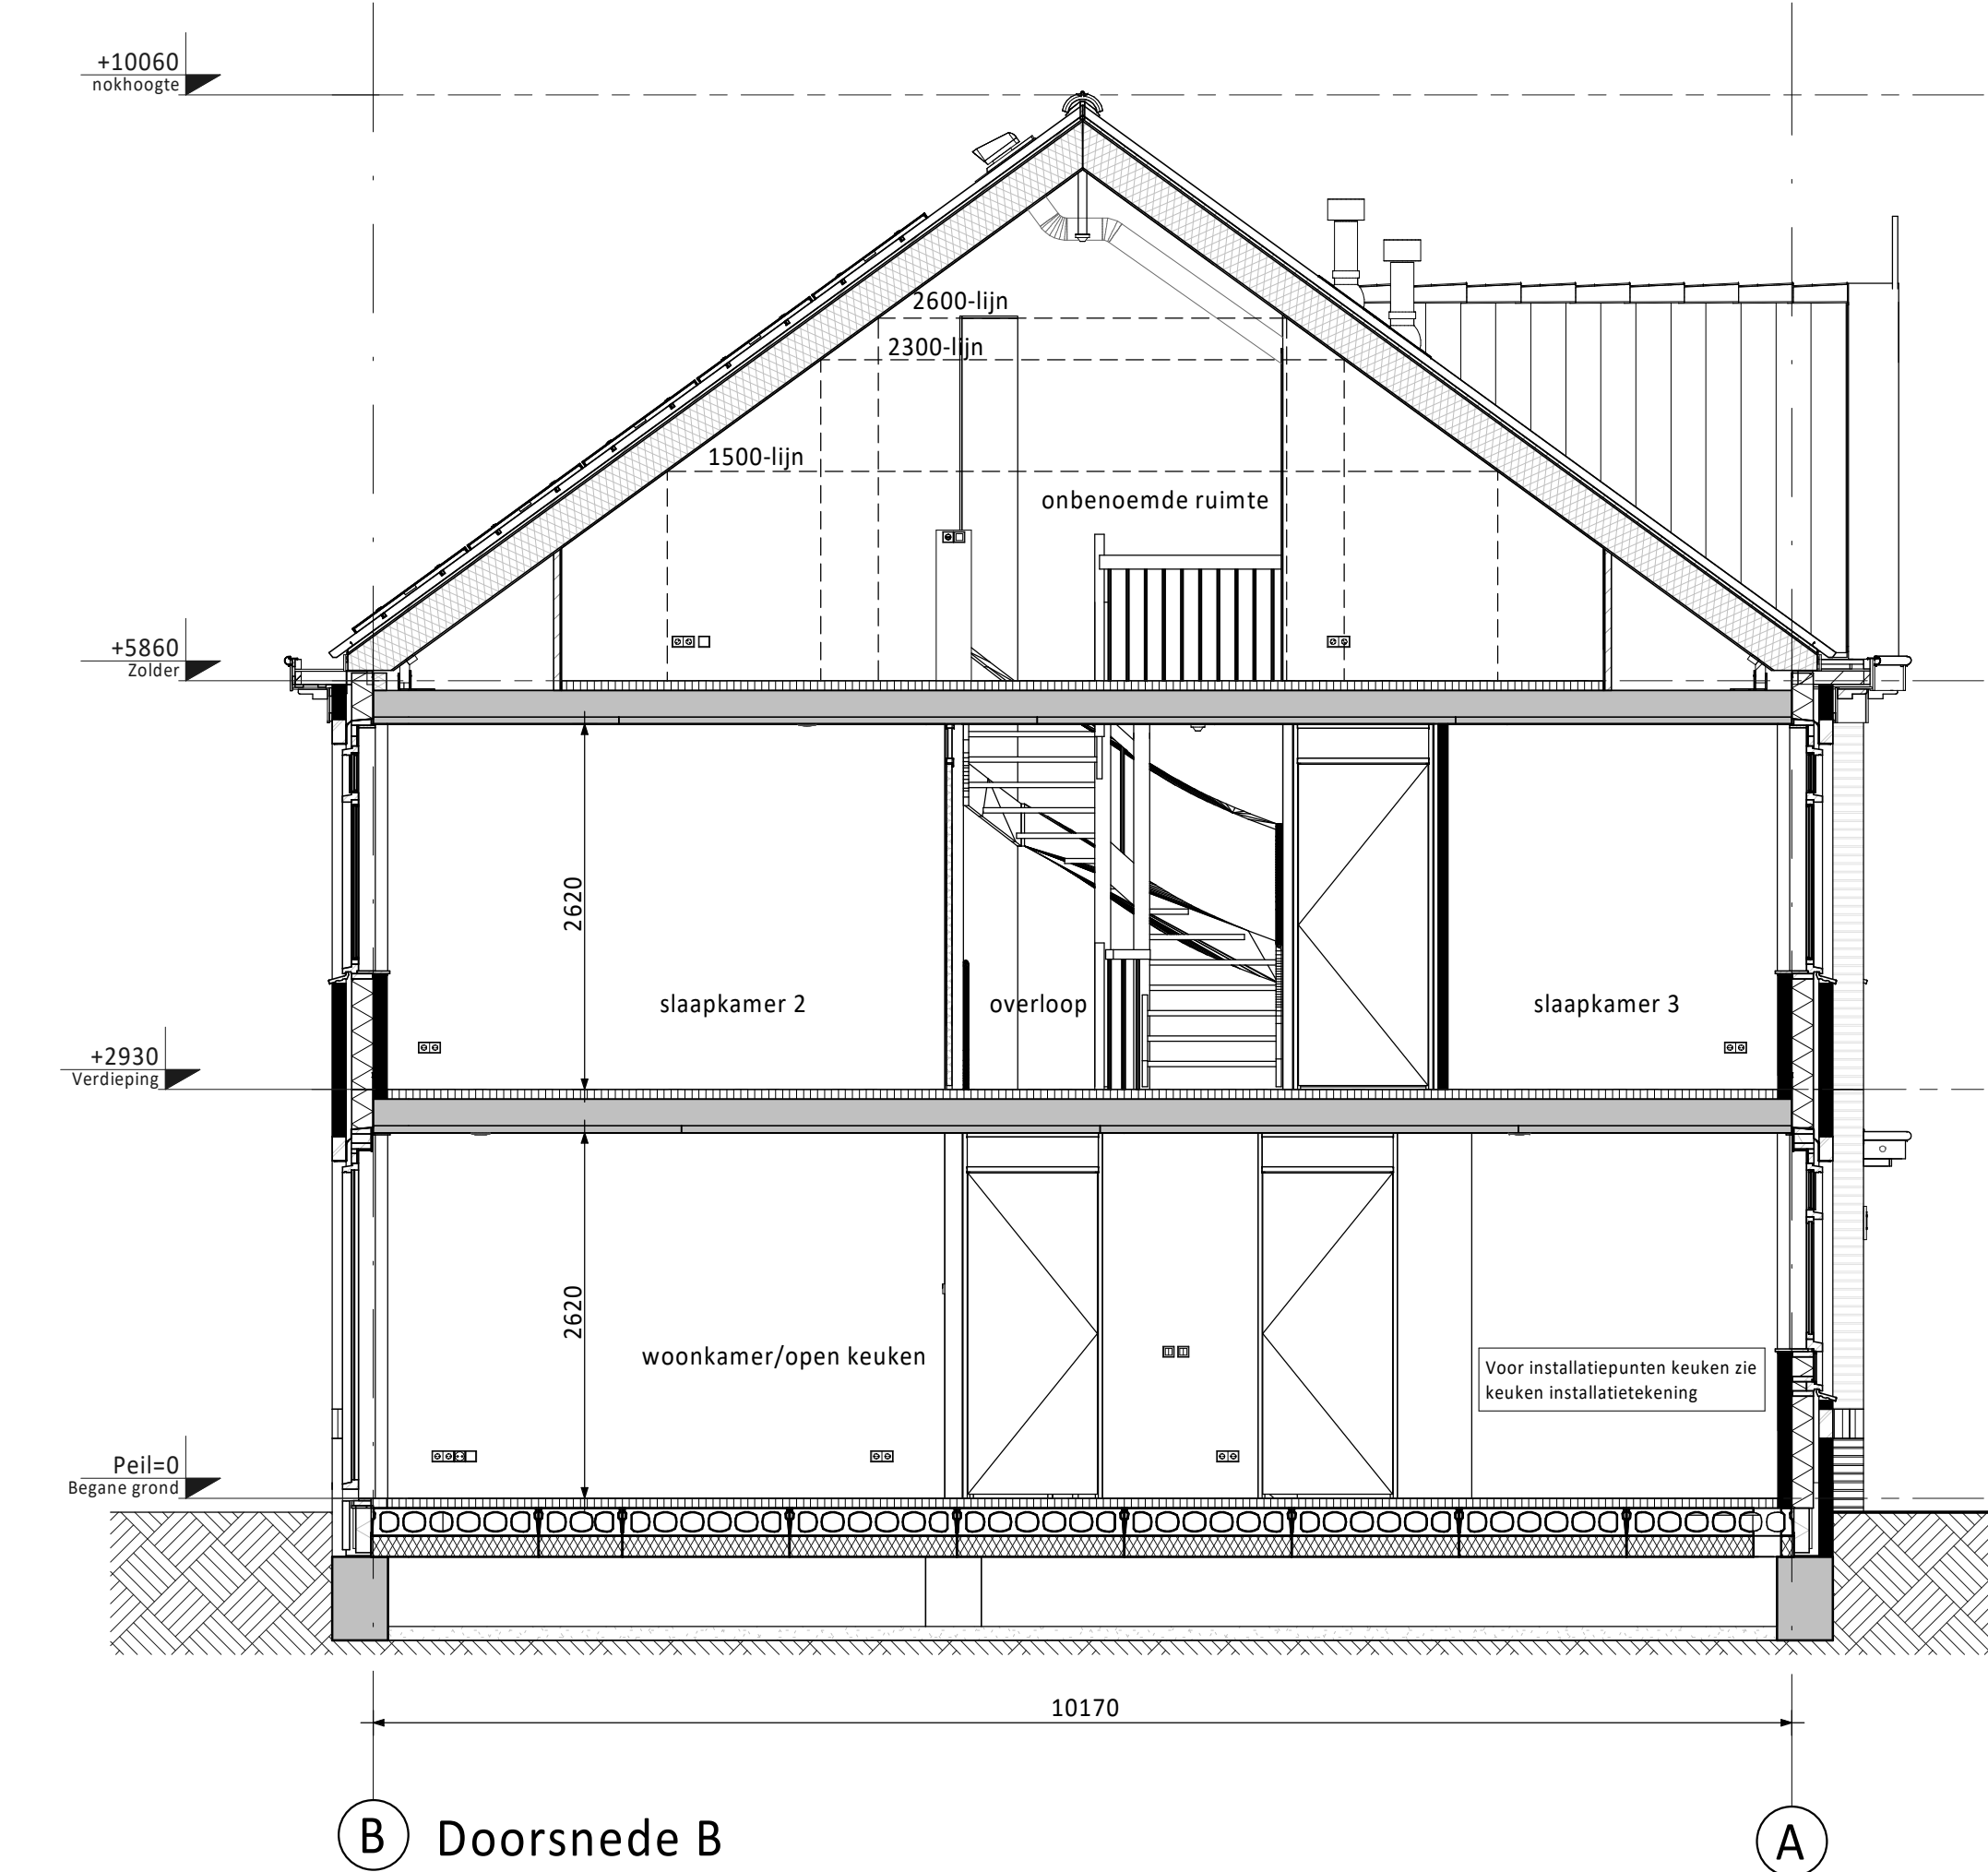 +10060
nokhoogte
2600-lijn
2300-lijn
1500-lijn
onbenoemde ruimte
+5860
Zolder
2620
slaapkamer 2
overloop
slaapkamer 3
+2930
Verdieping
2620
woonkamer/open keuken
Voor installatiepunten keuken zie
keuken installatietekening
Peil=0
Begane grond
10170
B
Doorsnede B
A